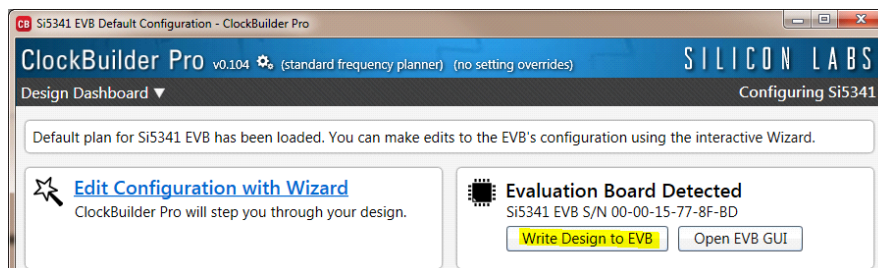 CB Si5341 EVB Default Configuration - ClockBuilder Pro
ClockBuilder Pro v0.104 (standard frequency planner) (no setting overrides) SILICON LABS
Design Dashboard ▼ Configuring Si5341
Default plan for Si5341 EVB has been loaded. You can make edits to the EVB's configuration using the interactive Wizard.
Edit Configuration with Wizard
ClockBuilder Pro will step you through your design.
Evaluation Board Detected
Si5341 EVB S/N 00-00-15-77-8F-BD
Write Design to EVB Open EVB GUI